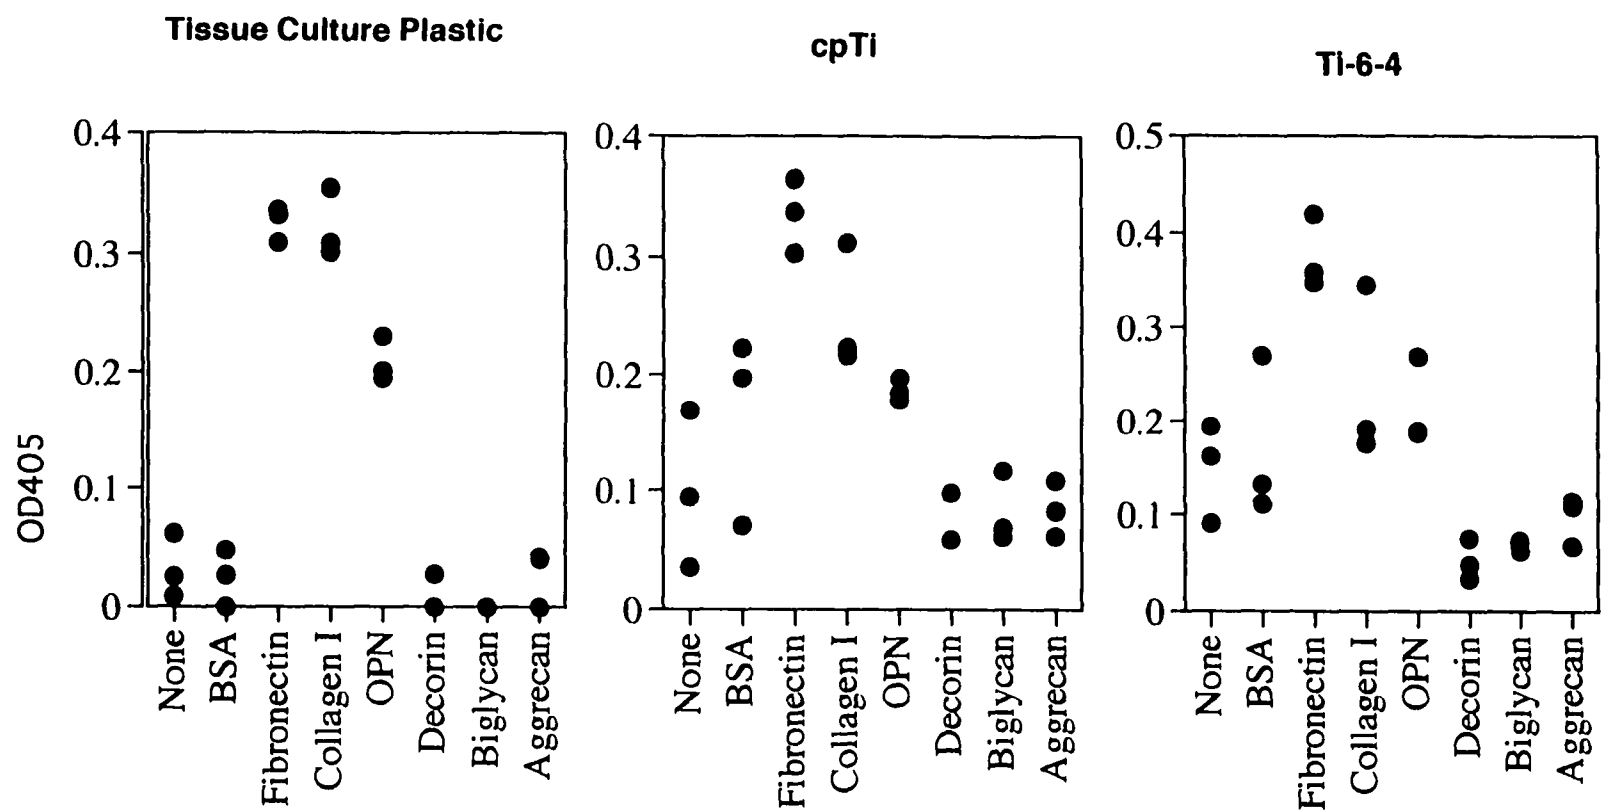 Tissue Culture Plastic
cpTi
Ti-6-4
OD405
0.4
0.3
0.2
0.1
0
None
BSA
Fibronectin
Collagen I
OPN
Decorin
Biglycan
Aggrecan
0.4
0.3
0.2
0.1
0
None
BSA
Fibronectin
Collagen I
OPN
Decorin
Biglycan
Aggrecan
0.5
0.4
0.3
0.2
0.1
0
None
BSA
Fibronectin
Collagen I
OPN
Decorin
Biglycan
Aggrecan